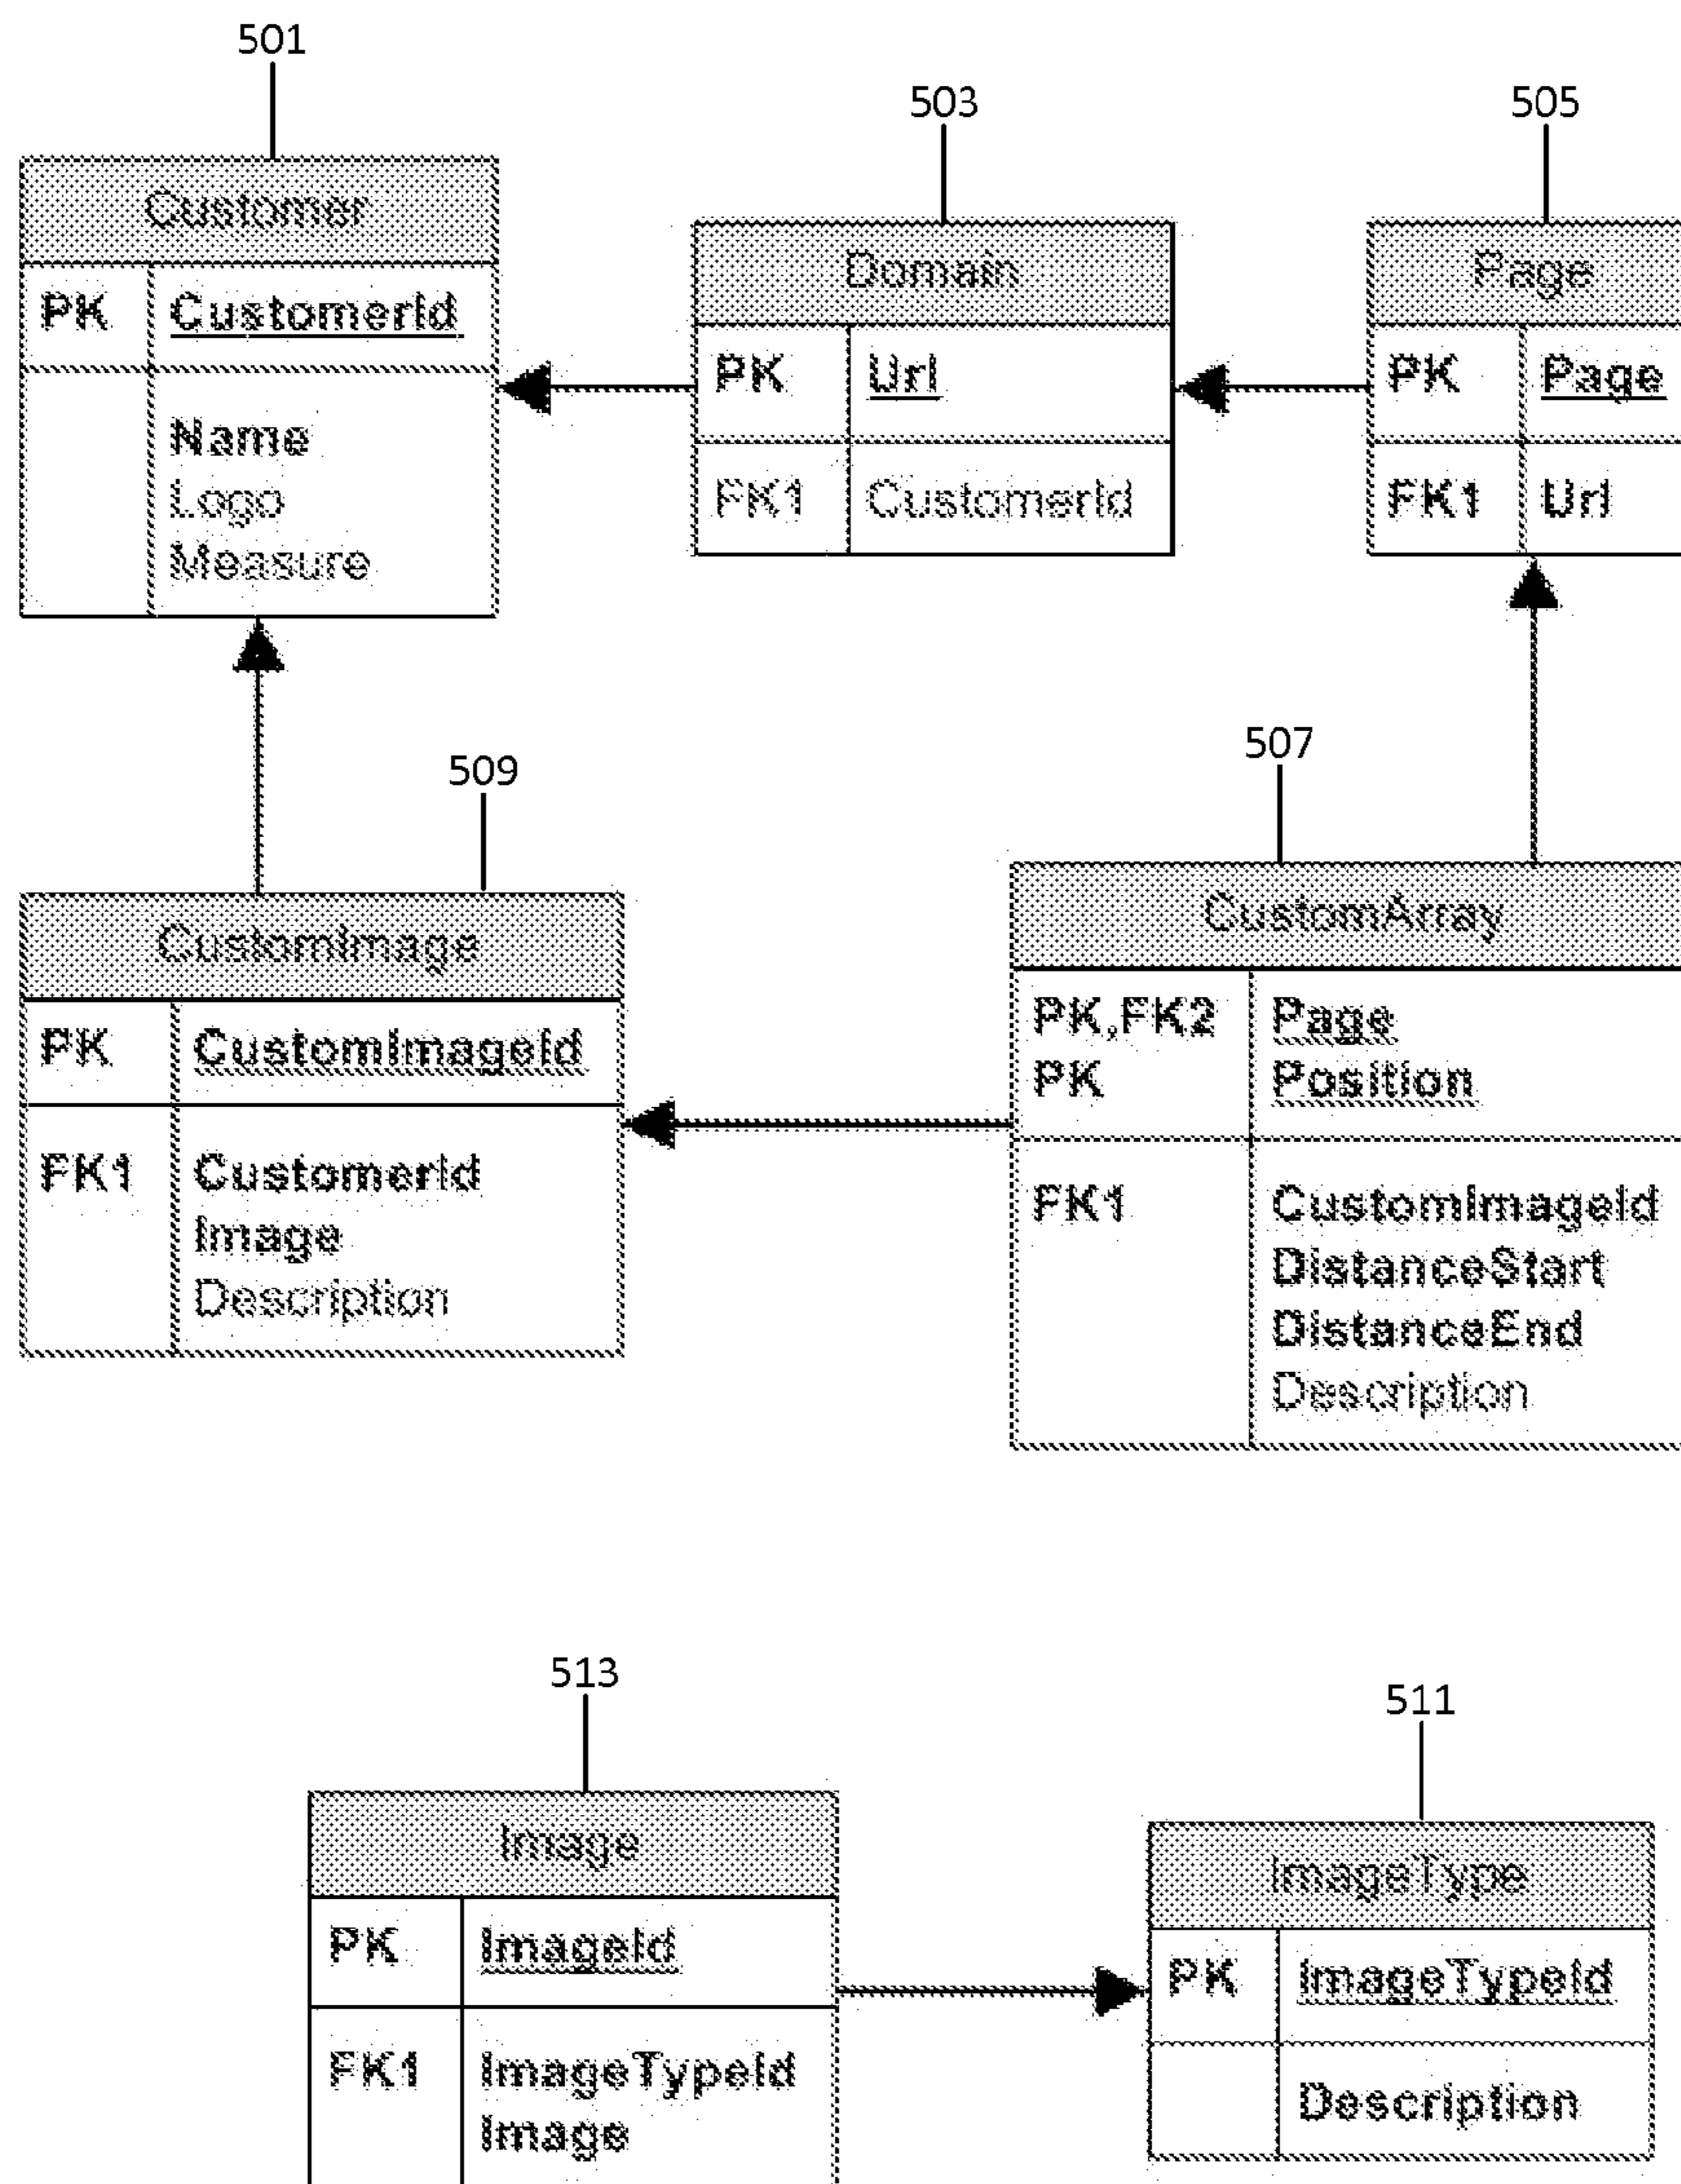 501
503
505
Customer
PK CustomerId
Name
Logo
Measure
Domain
PK Url
FK1 CustomerId
Page
PK Page
FK1 Url
509
507
CustomImage
PK CustomImageId
FK1 CustomerId
Image
Description
CustomArray
PK,FK2 Page
PK Position
FK1 CustomImageId
DistanceStart
DistanceEnd
Description
513
511
Image
PK ImageId
FK1 ImageTypeId
Image
ImageType
PK ImageTypeId
Description